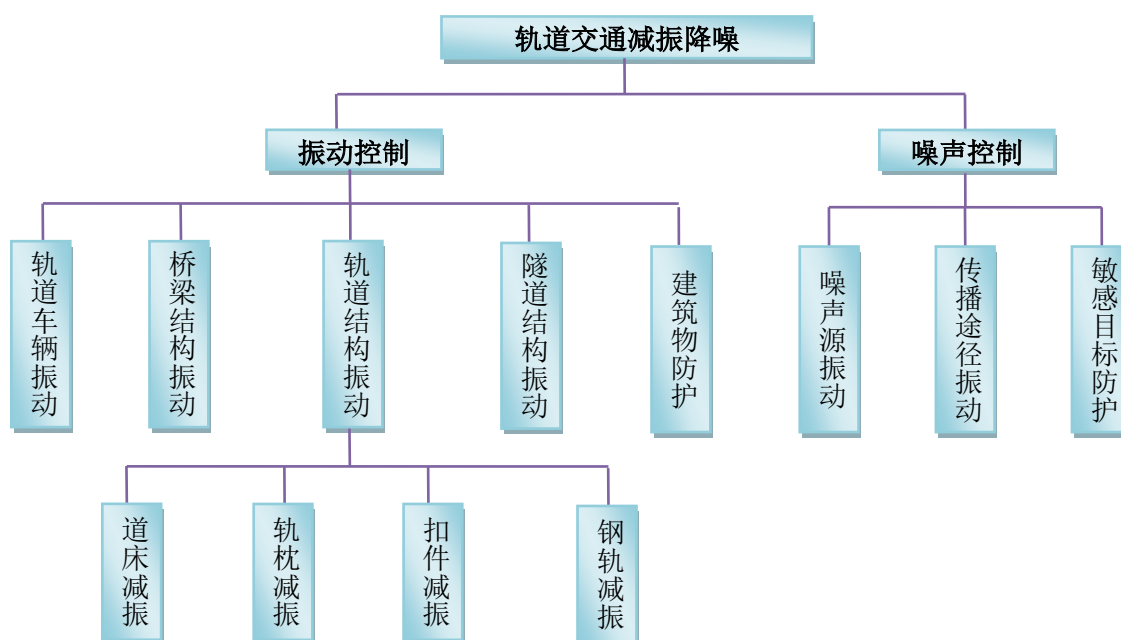 轨道交通减振降噪
振动控制
噪声控制
轨道车辆振动
桥梁结构振动
轨道结构振动
隧道结构振动
建筑物防护
噪声源振动
传播途径振动
敏感目标防护
道床减振
轨枕减振
扣件减振
钢轨减振